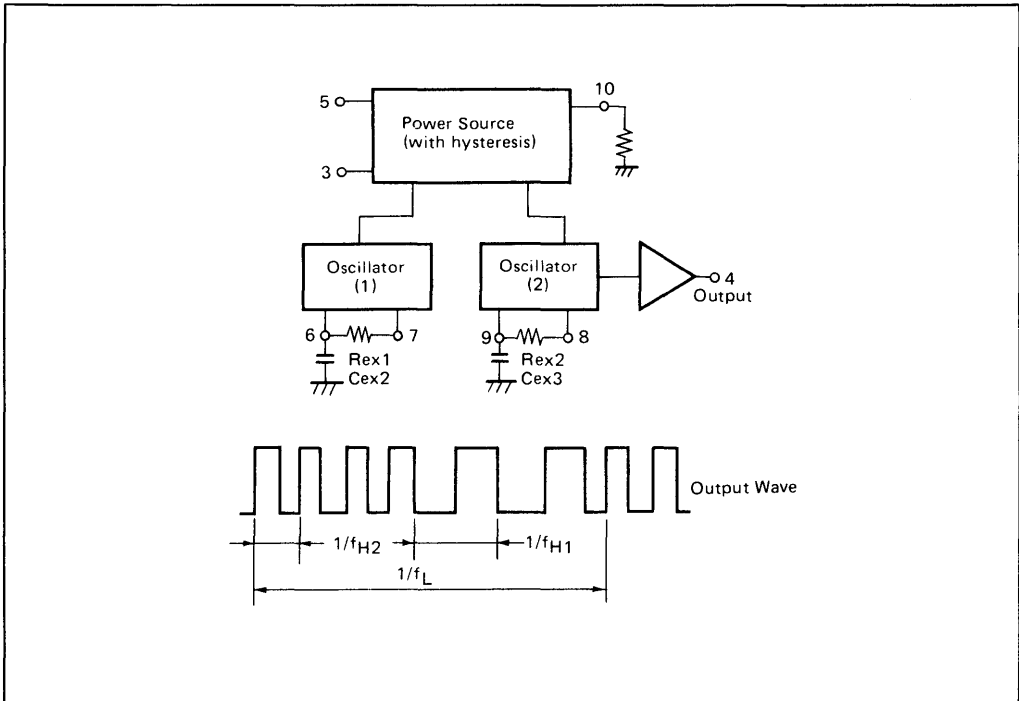 10
5
Power Source
(with hysteresis)
3
Oscillator
(1)
Oscillator
(2)
4
Output
6
7
9
8
Rex1
Cex2
Rex2
Cex3
Output Wave
1/fH2
1/fH1
1/fL